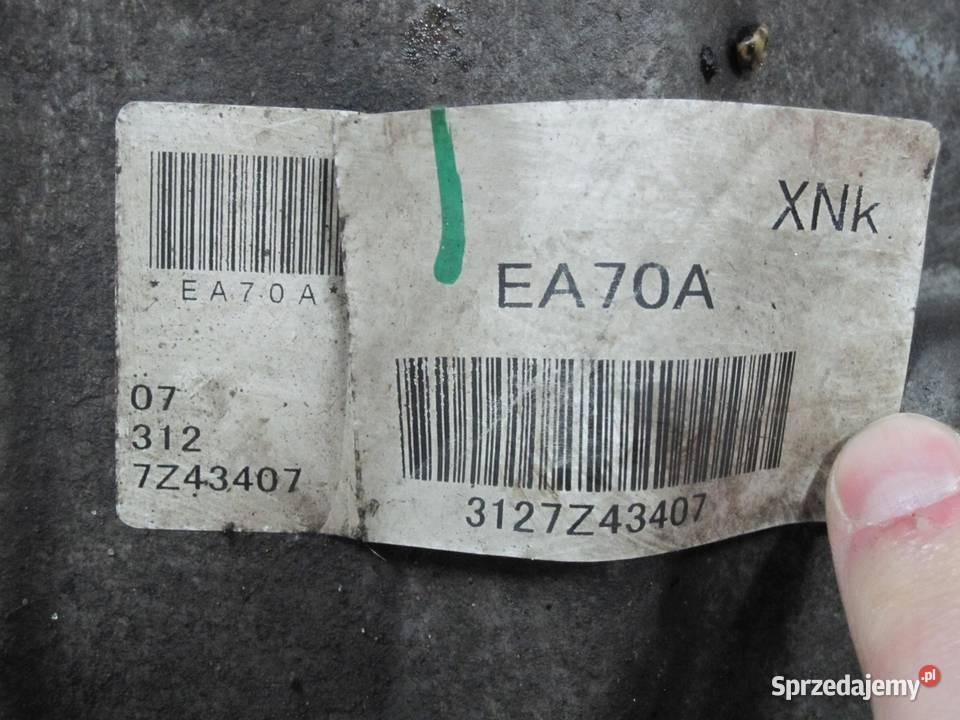 * EA70A *
07
312
7Z43407
XNk
EA70A
3127Z43407
Sprzedajemy.pl